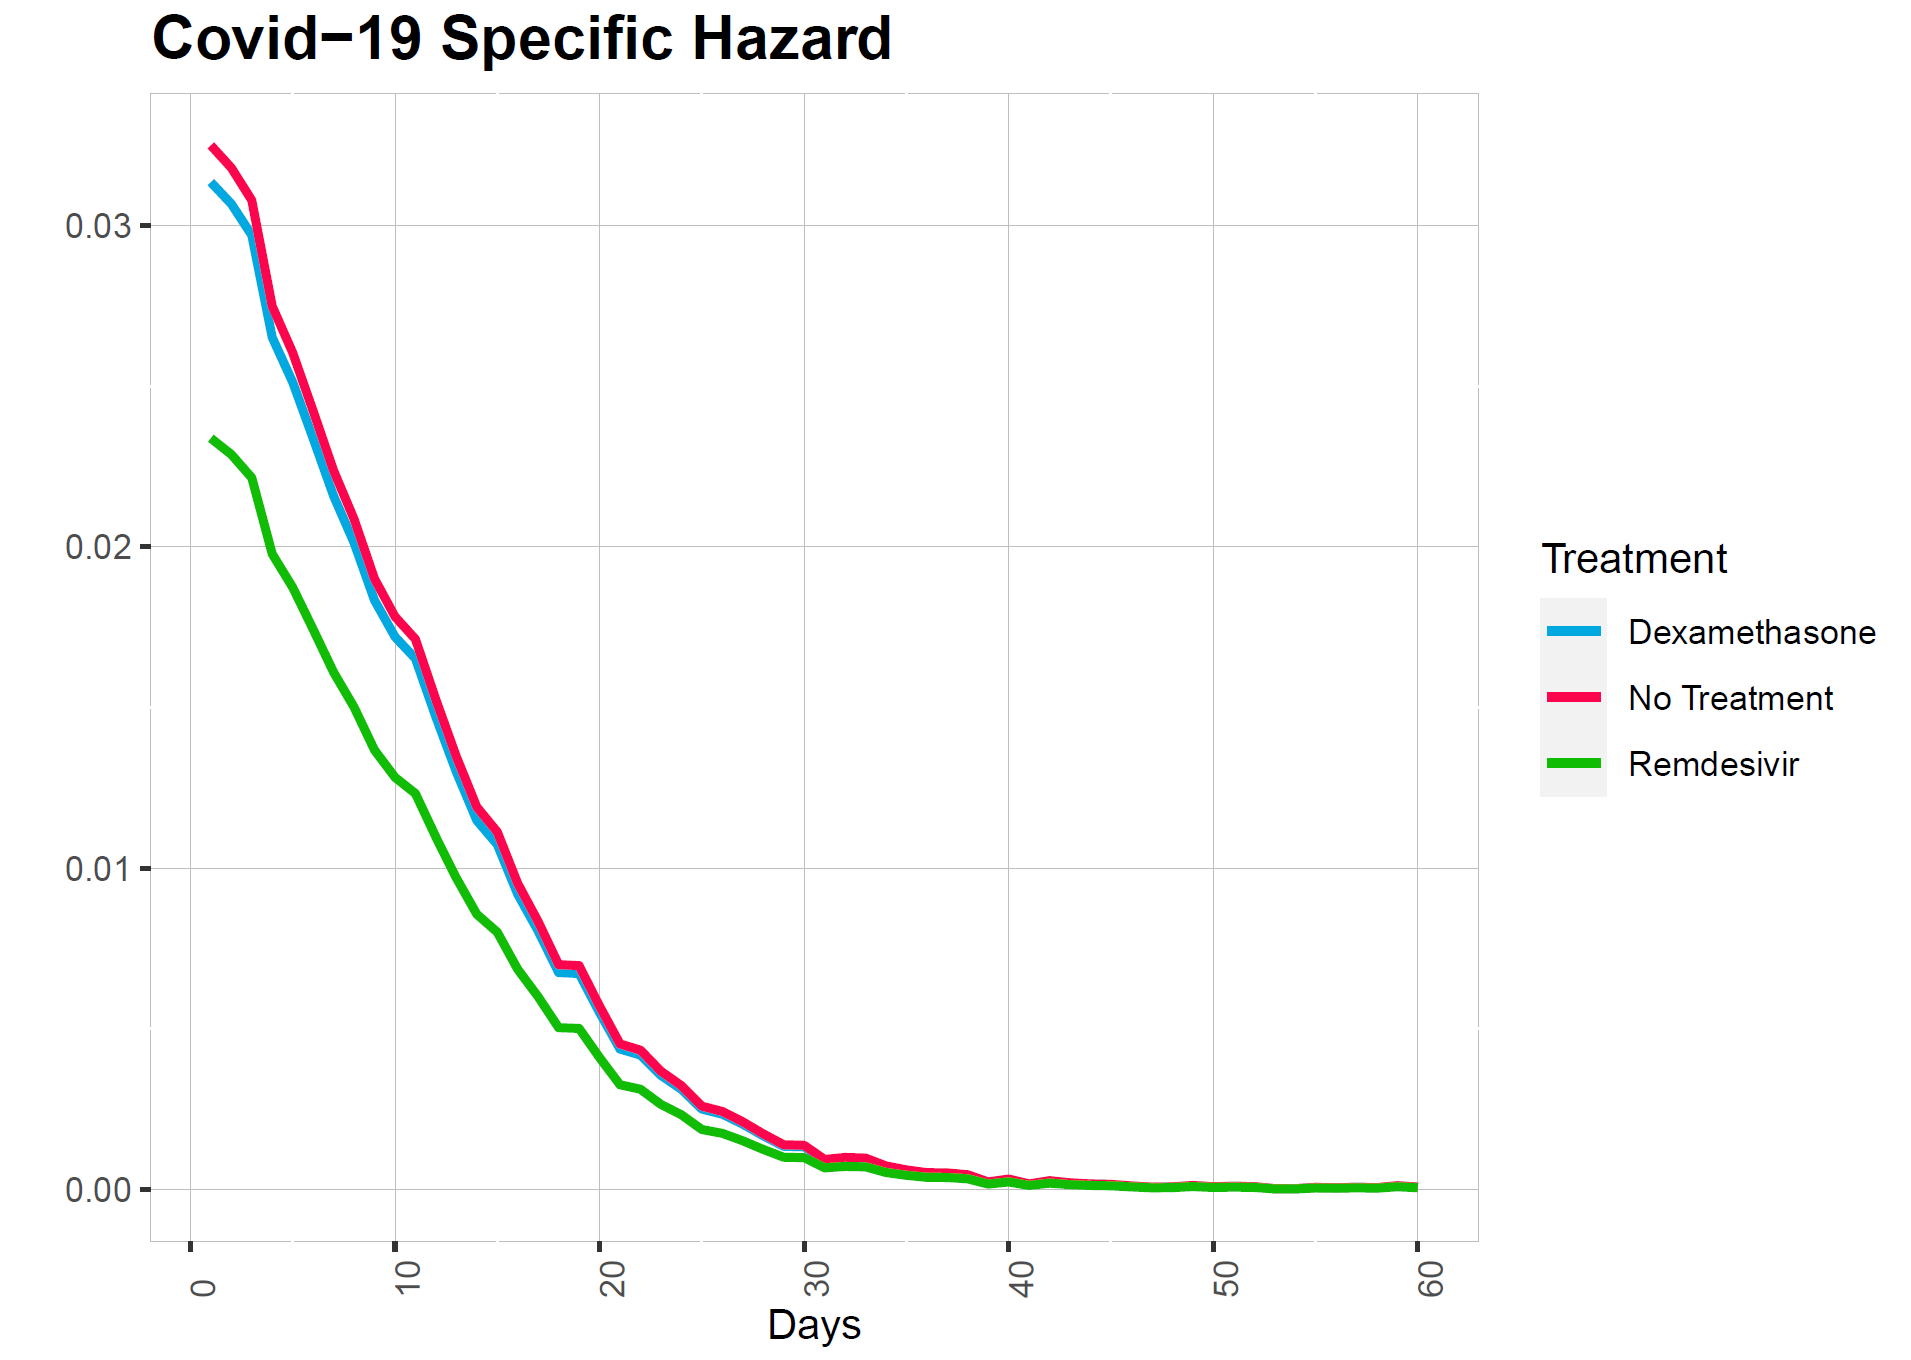 Covid−19 Specific Hazard
0.03
0.02
0.01
0.00
0
10
20
30
40
50
60
Days
Treatment
Dexamethasone
No Treatment
Remdesivir